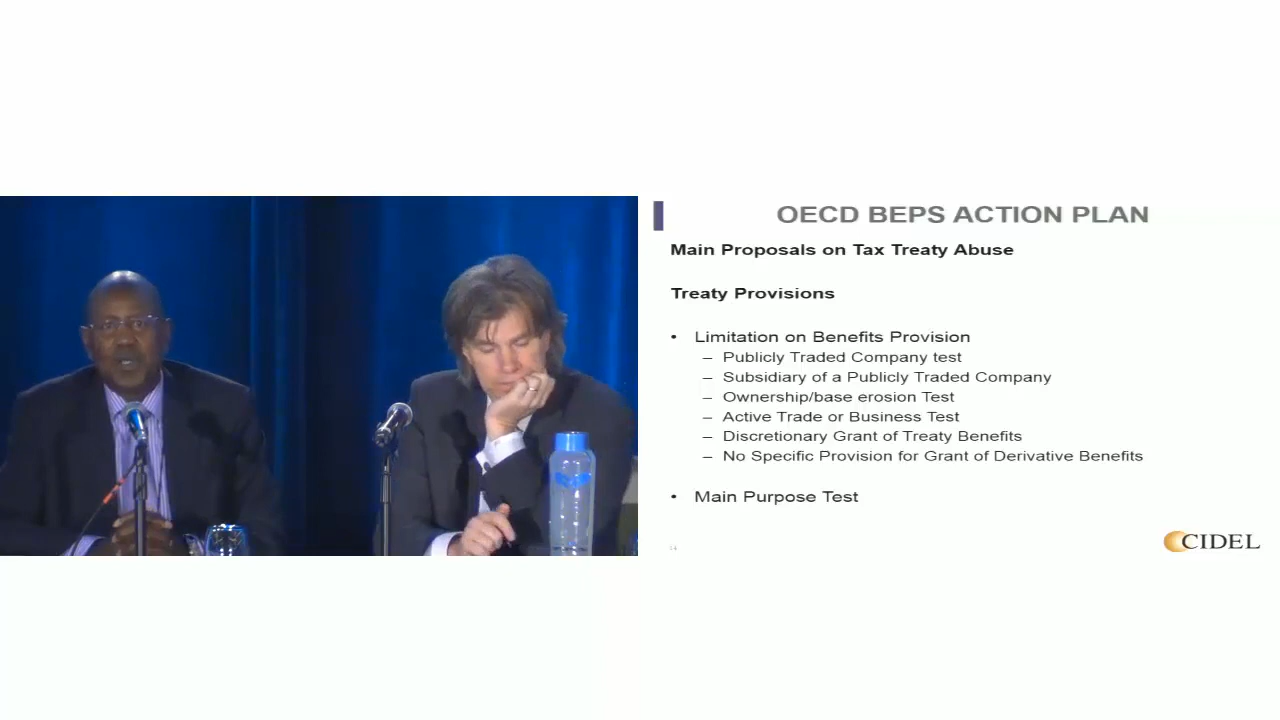 OECD BEPS ACTION PLAN
Main Proposals on Tax Treaty Abuse
Treaty Provisions
• Limitation on Benefits Provision
– Publicly Traded Company test
– Subsidiary of a Publicly Traded Company
– Ownership/base erosion Test
– Active Trade or Business Test
– Discretionary Grant of Treaty Benefits
– No Specific Provision for Grant of Derivative Benefits
• Main Purpose Test
CIDEL